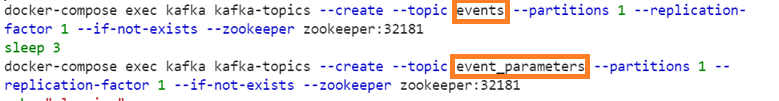 docker-compose exec kafka kafka-topics --create --topic events --partitions 1 --replication-
factor 1 --if-not-exists --zookeeper zookeeper:32181
sleep 3
docker-compose exec kafka kafka-topics --create --topic event_parameters --partitions 1 --
replication-factor 1 --if-not-exists --zookeeper zookeeper:32181